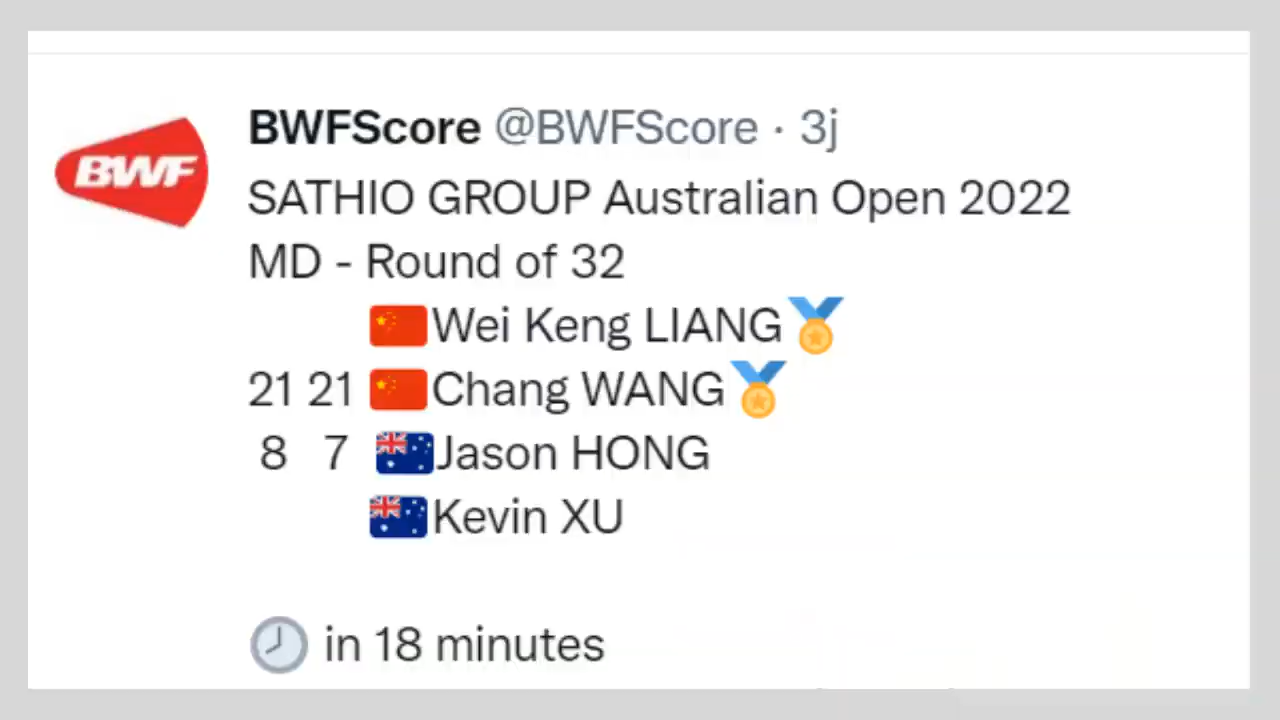 BWF
BWFScore @BWFScore · 3j
SATHIO GROUP Australian Open 2022
MD - Round of 32
🇨🇳Wei Keng LIANG🏅
21 21 🇨🇳Chang WANG🏅
8 7 🇦🇺Jason HONG
🇦🇺Kevin XU
🕗 in 18 minutes